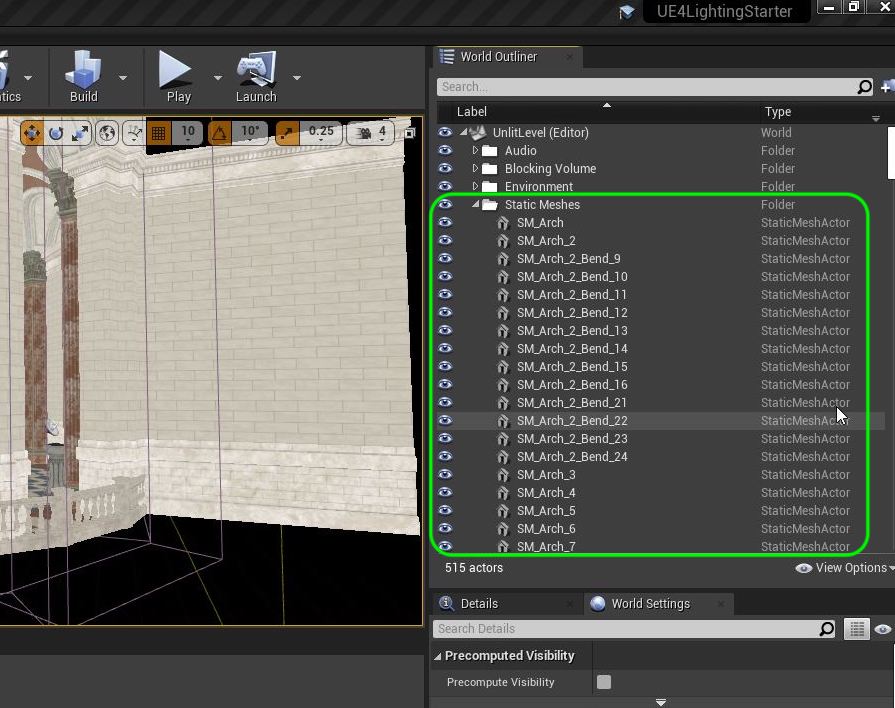 UE4LightingStarter
tics
Build
Play
Launch
10
10°
0.25
4
World Outliner
Search...
Label Type
UnlitLevel (Editor) World
Audio Folder
Blocking Volume Folder
Environment Folder
Static Meshes Folder
SM_Arch StaticMeshActor
SM_Arch_2 StaticMeshActor
SM_Arch_2_Bend_9 StaticMeshActor
SM_Arch_2_Bend_10 StaticMeshActor
SM_Arch_2_Bend_11 StaticMeshActor
SM_Arch_2_Bend_12 StaticMeshActor
SM_Arch_2_Bend_13 StaticMeshActor
SM_Arch_2_Bend_14 StaticMeshActor
SM_Arch_2_Bend_15 StaticMeshActor
SM_Arch_2_Bend_16 StaticMeshActor
SM_Arch_2_Bend_21 StaticMeshActor
SM_Arch_2_Bend_22 StaticMeshActor
SM_Arch_2_Bend_23 StaticMeshActor
SM_Arch_2_Bend_24 StaticMeshActor
SM_Arch_3 StaticMeshActor
SM_Arch_4 StaticMeshActor
SM_Arch_5 StaticMeshActor
SM_Arch_6 StaticMeshActor
SM_Arch_7 StaticMeshActor
515 actors View Options
Details World Settings
Search Details
Precomputed Visibility
Precompute Visibility